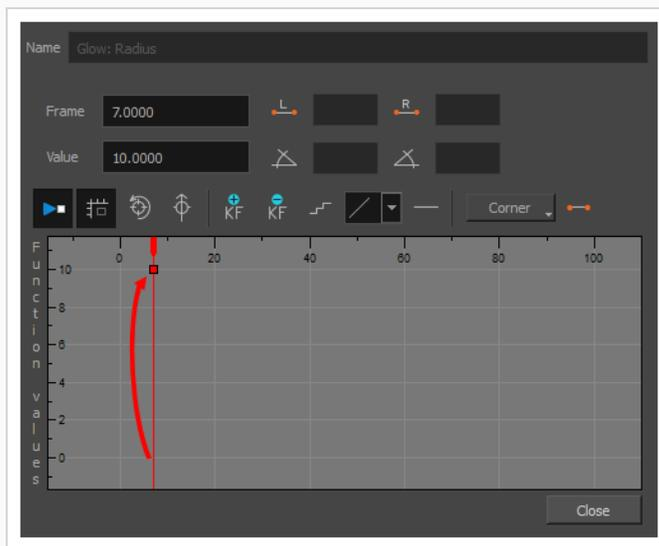 Name Glow: Radius
Frame 7.0000 L R
Value 10.0000
KF KF Corner
0 20 40 60 80 100
10
8
6
4
2
0
Function values
Close